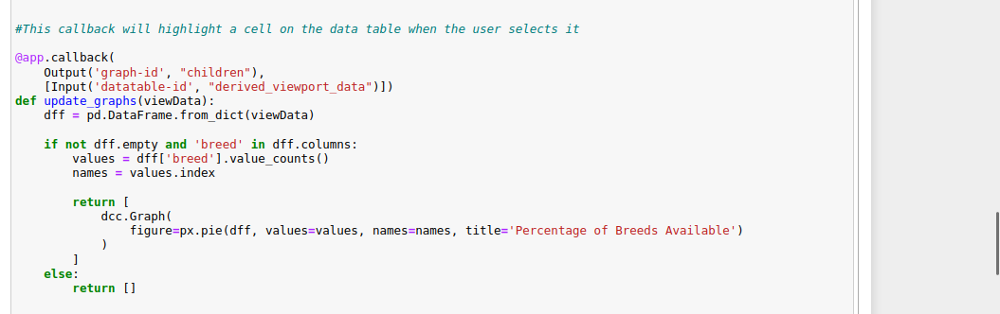 #This callback will highlight a cell on the data table when the user selects it
@app.callback(
    Output('graph-id', "children"),
    [Input('datatable-id', "derived_viewport_data")])
def update_graphs(viewData):
    dff = pd.DataFrame.from_dict(viewData)
    if not dff.empty and 'breed' in dff.columns:
        values = dff['breed'].value_counts()
        names = values.index
        return [
            dcc.Graph(
                figure=px.pie(dff, values=values, names=names, title='Percentage of Breeds Available')
            )
        ]
    else:
        return []